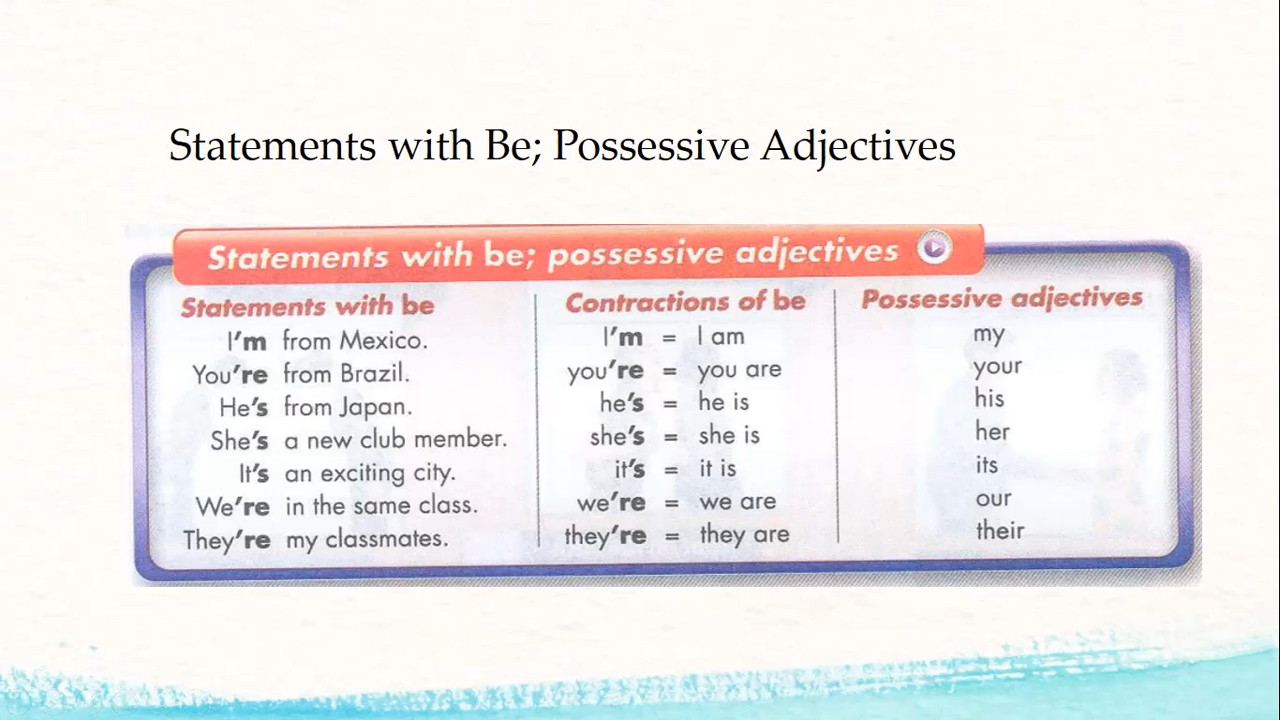 Statements with Be; Possessive Adjectives
Statements with be; possessive adjectives
Statements with be
I'm from Mexico.
You're from Brazil.
He's from Japan.
She's a new club member.
It's an exciting city.
We're in the same class.
They're my classmates.
Contractions of be
I'm = I am
you're = you are
he's = he is
she's = she is
it's = it is
we're = we are
they're = they are
Possessive adjectives
my
your
his
her
its
our
their